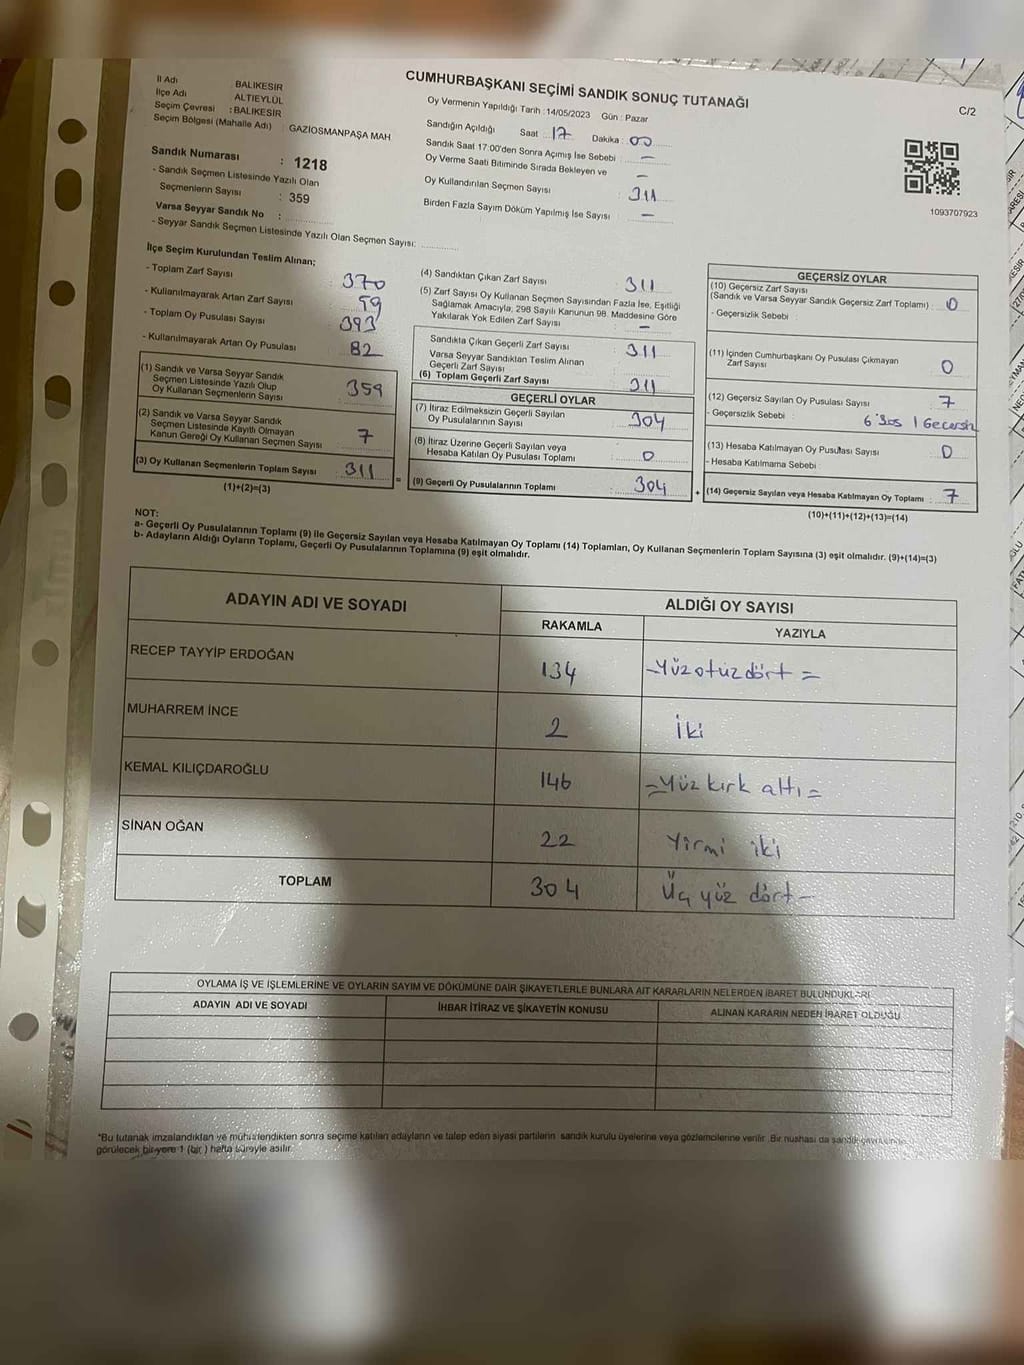 CUMHURBAŞKANI SEÇİMİ SANDIK SONUÇ TUTANAĞI
C/2
İl Adı BALIKESİR
İlçe Adı ALTIEYLÜL
Seçim Çevresi : BALIKESİR
Seçim Bölgesi (Mahalle Adı) : GAZİOSMANPAŞA MAH
Sandık Numarası : 1218
- Sandık Seçmen Listesinde Yazılı Olan
Seçmenlerin Sayısı : 359
Varsa Seyyar Sandık No :
- Seyyar Sandık Seçmen Listesinde Yazılı Olan Seçmen Sayısı:
Oy Vermenin Yapıldığı Tarih : 14/05/2023 Gün : Pazar
Sandığın Açıldığı Saat : 17 Dakika : 00
Sandık Saat 17:00'den Sonra Açımış İse Sebebi : —
Oy Verme Saati Bitiminde Sırada Bekleyen ve
Oy Kullandırılan Seçmen Sayısı —
311
Birden Fazla Sayım Döküm Yapılmış İse Sayısı : —
1093707923
İlçe Seçim Kurulundan Teslim Alınan;
- Toplam Zarf Sayısı : 370
- Kullanılmayarak Artan Zarf Sayısı : 59
- Toplam Oy Pusulası Sayısı : 393
- Kullanılmayarak Artan Oy Pusulası : 82
(1) Sandık ve Varsa Seyyar Sandık
Seçmen Listesinde Yazılı Olup
Oy Kullanan Seçmenlerin Sayısı : 359
(2) Sandık ve Varsa Seyyar Sandık
Seçmen Listesinde Kayıtlı Olmayan
Kanun Gereği Oy Kullanan Seçmen Sayısı : 7
(3) Oy Kullanan Seçmenlerin Toplam Sayısı : 311
(1)+(2)=(3)
(4) Sandıktan Çıkan Zarf Sayısı : 311
(5) Zarf Sayısı Oy Kullanan Seçmen Sayısından Fazla İse, Eşitliği
Sağlamak Amacıyla, 298 Sayılı Kanunun 98. Maddesine Göre
Yakılarak Yok Edilen Zarf Sayısı : —
Sandıkta Çıkan Geçerli Zarf Sayısı : 311
Varsa Seyyar Sandıktan Teslim Alınan
Geçerli Zarf Sayısı :
(6) Toplam Geçerli Zarf Sayısı : 311
GEÇERLİ OYLAR
(7) İtiraz Edilmeksizin Geçerli Sayılan
Oy Pusulalarının Sayısı : 304
(8) İtiraz Üzerine Geçerli Sayılan veya
Hesaba Katılan Oy Pusulası Toplamı : 0
= (9) Geçerli Oy Pusulalarının Toplamı : 304
GEÇERSİZ OYLAR
(10) Geçersiz Zarf Sayısı
(Sandık ve Varsa Seyyar Sandık Geçersiz Zarf Toplamı) : 0
- Geçersizlik Sebebi :
(11) İçinden Cumhurbaşkanı Oy Pusulası Çıkmayan
Zarf Sayısı : 0
(12) Geçersiz Sayılan Oy Pusulası Sayısı : 7
- Geçersizlik Sebebi : 6 Bos 1 Gecersiz
(13) Hesaba Katılmayan Oy Pusulası Sayısı : 0
- Hesaba Katılmama Sebebi :
+ (14) Geçersiz Sayılan veya Hesaba Katılmayan Oy Toplamı : 7
(10)+(11)+(12)+(13)=(14)
NOT:
a- Geçerli Oy Pusulalarının Toplamı (9) ile Geçersiz Sayılan veya Hesaba Katılmayan Oy Toplamı (14) Toplamları, Oy Kullanan Seçmenlerin Toplam Sayısına (3) eşit olmalıdır. (9)+(14)=(3)
b- Adayların Aldığı Oyların Toplamı, Geçerli Oy Pusulalarının Toplamına (9) eşit olmalıdır.
ADAYIN ADI VE SOYADI ALDIĞI OY SAYISI
RAKAMLA YAZIYLA
RECEP TAYYİP ERDOĞAN 134 -Yüz otuz dört =
MUHARREM İNCE 2 İki
KEMAL KILIÇDAROĞLU 146 =Yüz kırk altı=
SİNAN OĞAN 22 Yirmi iki
TOPLAM 304 Üç yüz dört-
OYLAMA İŞ VE İŞLEMLERİNE VE OYLARIN SAYIM VE DÖKÜMÜNE DAİR ŞİKAYETLERLE BUNLARA AİT KARARLARIN NELERDEN İBARET BULUNDUKLARI
ADAYIN ADI VE SOYADI İHBAR İTİRAZ VE ŞİKAYETİN KONUSU ALINAN KARARIN NEDEN İBARET OLDUĞU
*Bu tutanak imzalandıktan ve mühürlendikten sonra seçime katılan adayların ve talep eden siyasi partilerin sandık kurulu üyelerine veya gözlemcilerine verilir. Bir nüshası da sandık çevresinde
görülecek bir yere 1 (bir) hafta süreyle asılır.